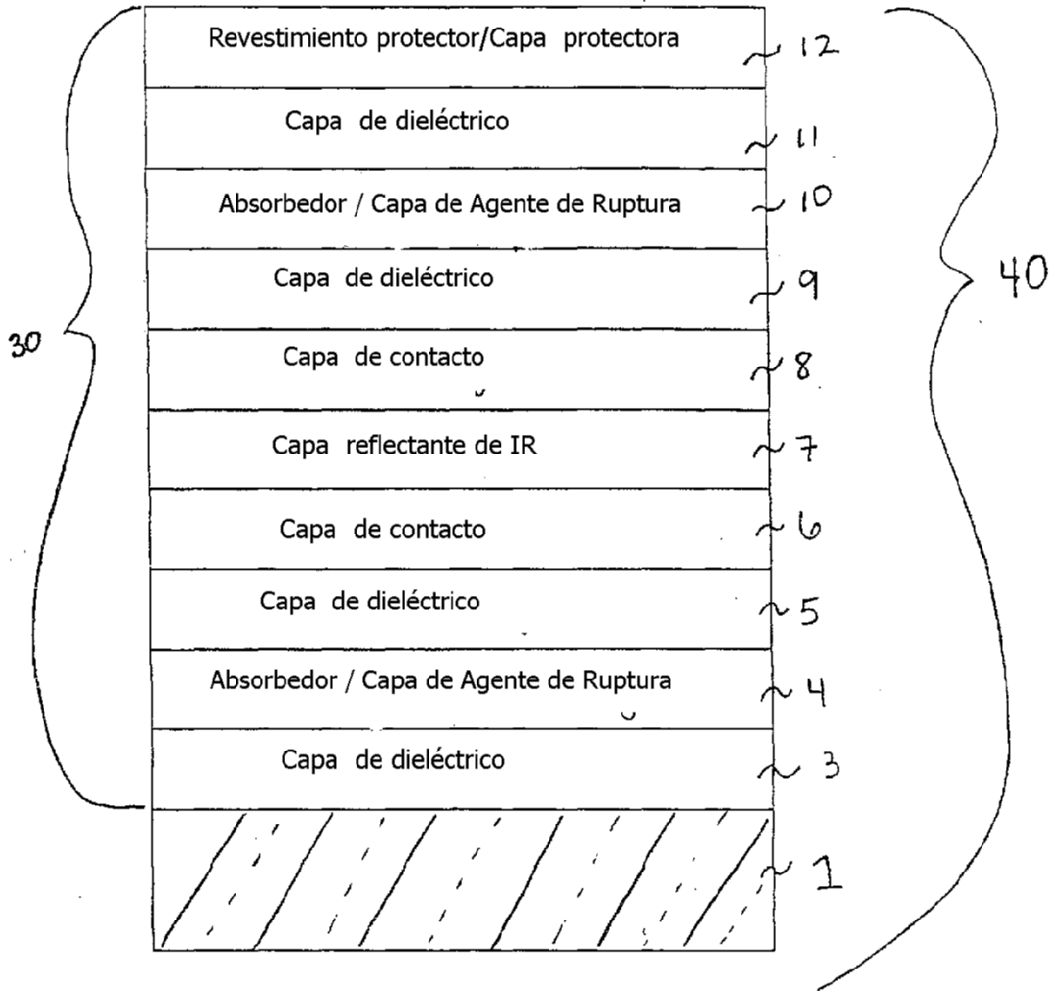 Revestimiento protector/Capa protectora 12
Capa de dieléctrico 11
Absorbedor / Capa de Agente de Ruptura 10
Capa de dieléctrico 9
40
Capa de contacto 8
30
Capa reflectante de IR 7
Capa de contacto 6
Capa de dieléctrico 5
Absorbedor / Capa de Agente de Ruptura 4
Capa de dieléctrico 3
1